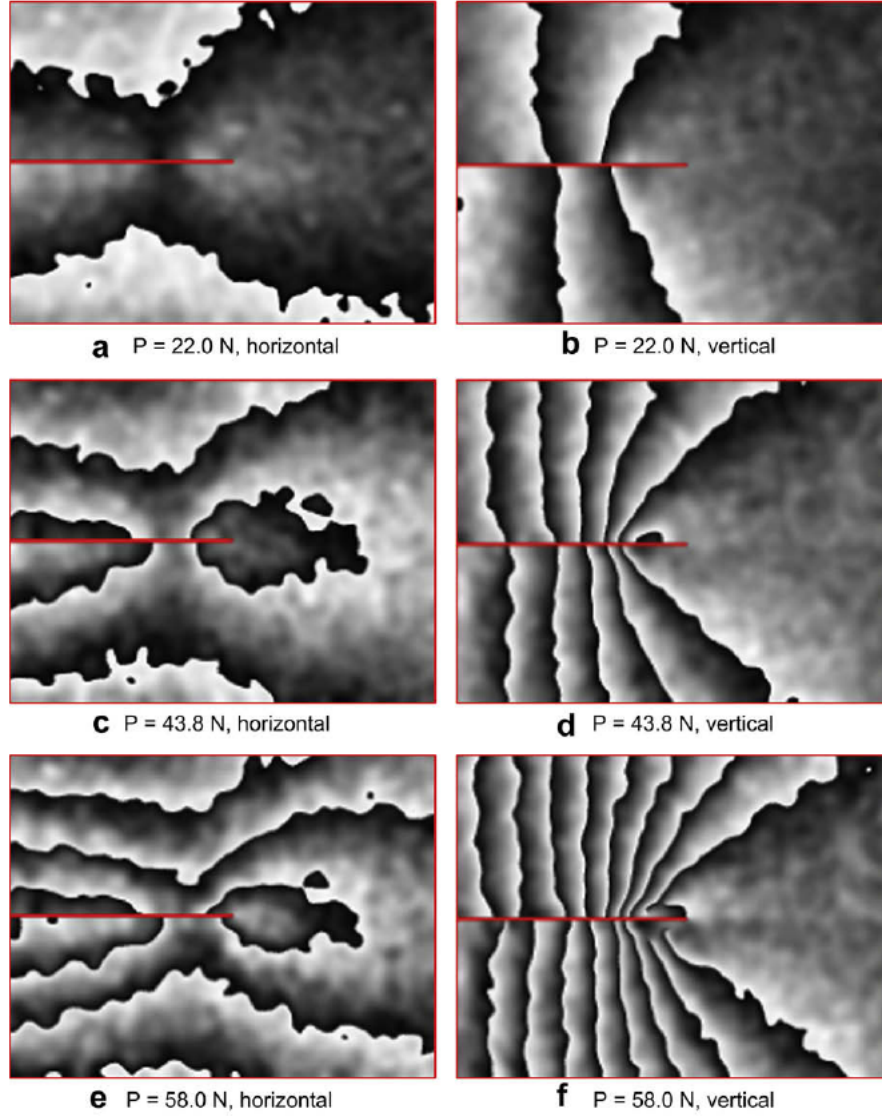 a P = 22.0 N, horizontal
b P = 22.0 N, vertical
c P = 43.8 N, horizontal
d P = 43.8 N, vertical
e P = 58.0 N, horizontal
f P = 58.0 N, vertical